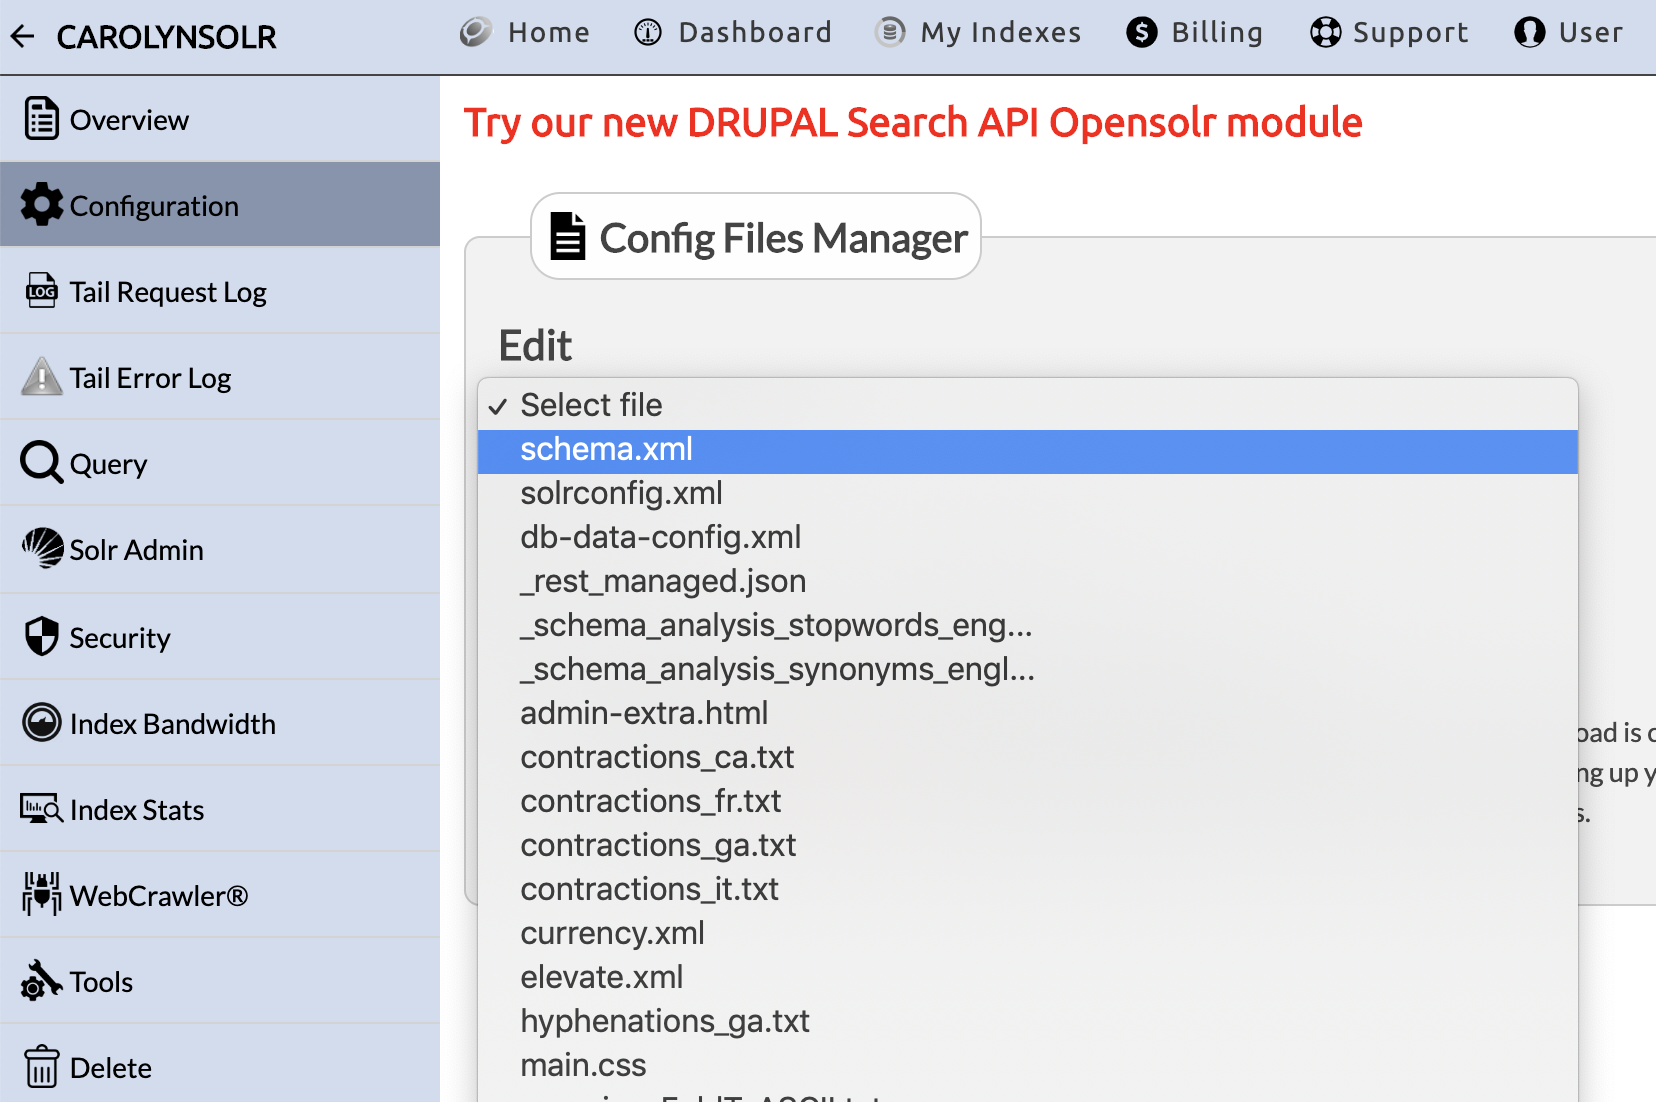 CAROLYNSOLR
Home Dashboard My Indexes Billing Support User
Overview
Configuration
LOG Tail Request Log
Tail Error Log
Query
Solr Admin
Security
Index Bandwidth
Index Stats
WebCrawler®
Tools
Delete
Try our new DRUPAL Search API Opensolr module
Config Files Manager
Edit
✓ Select file
schema.xml
solrconfig.xml
db-data-config.xml
_rest_managed.json
_schema_analysis_stopwords_eng...
_schema_analysis_synonyms_engl...
admin-extra.html
contractions_ca.txt
contractions_fr.txt
contractions_ga.txt
contractions_it.txt
currency.xml
elevate.xml
hyphenations_ga.txt
main.css
oad is
ng up y
s.